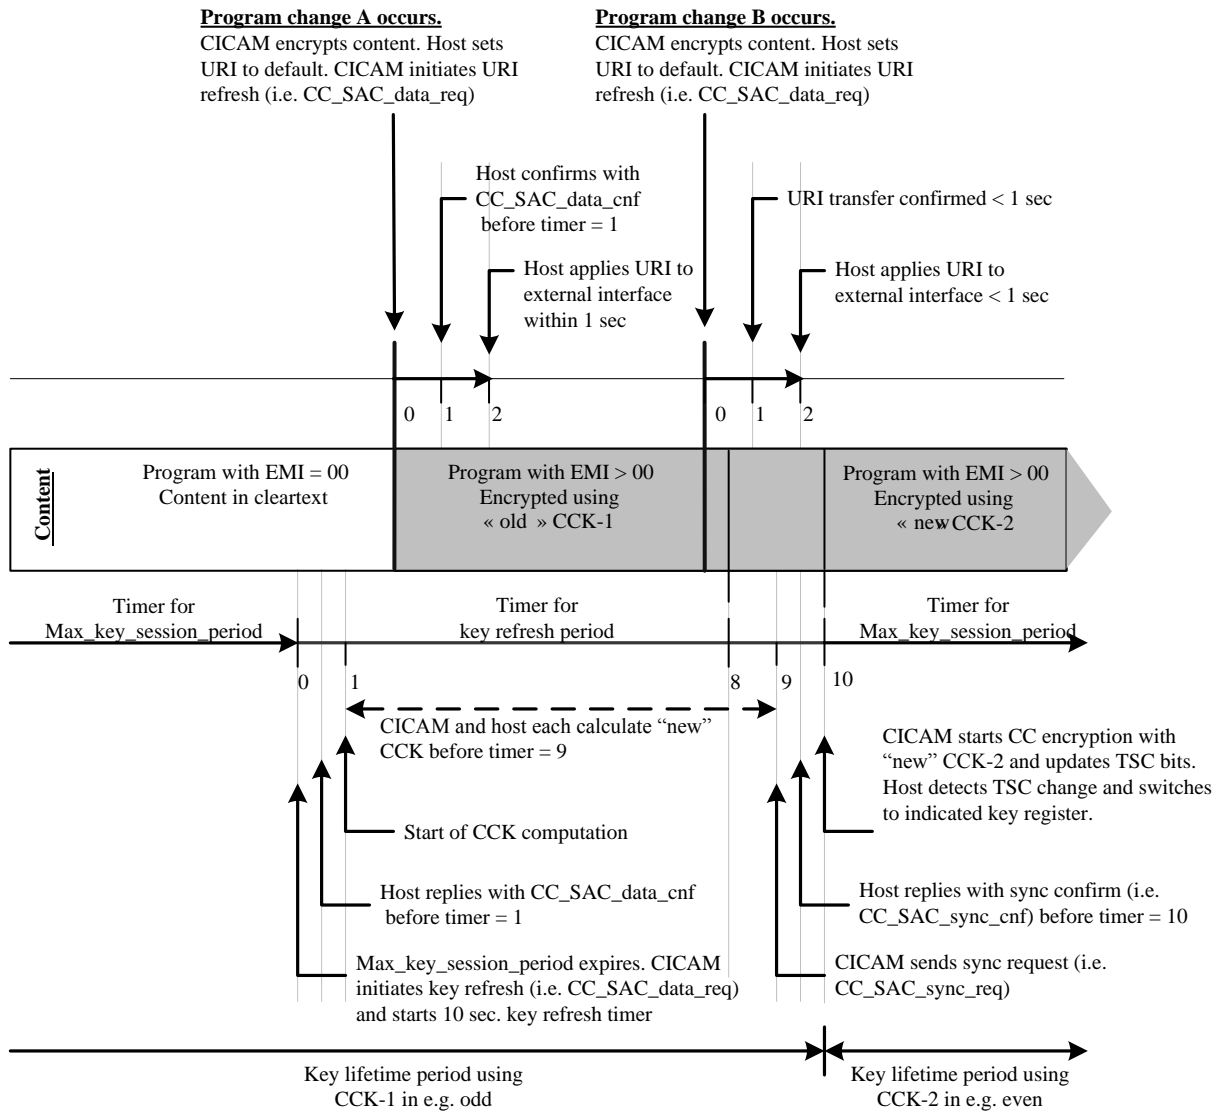 Program change A occurs.
CICAM encrypts content. Host sets
URI to default. CICAM initiates URI
refresh (i.e. CC_SAC_data_req)
Program change B occurs.
CICAM encrypts content. Host sets
URI to default. CICAM initiates URI
refresh (i.e. CC_SAC_data_req)
Host confirms with
CC_SAC_data_cnf
before timer = 1
URI transfer confirmed < 1 sec
Host applies URI to
external interface
within 1 sec
Host applies URI to
external interface < 1 sec
0 1 2 0 1 2
Content
Program with EMI = 00
Content in cleartext
Program with EMI > 00
Encrypted using
« old » CCK-1
Program with EMI > 00
Encrypted using
« new » CCK-2
Timer for
Max_key_session_period
Timer for
key refresh period
Timer for
Max_key_session_period
0 1 8 9 10
CICAM and host each calculate “new”
CCK before timer = 9
CICAM starts CC encryption with
“new” CCK-2 and updates TSC bits.
Host detects TSC change and switches
to indicated key register.
Start of CCK computation
Host replies with CC_SAC_data_cnf
before timer = 1
Host replies with sync confirm (i.e.
CC_SAC_sync_cnf) before timer = 10
Max_key_session_period expires. CICAM
initiates key refresh (i.e. CC_SAC_data_req)
and starts 10 sec. key refresh timer
CICAM sends sync request (i.e.
CC_SAC_sync_req)
Key lifetime period using
CCK-1 in e.g. odd
Key lifetime period using
CCK-2 in e.g. even